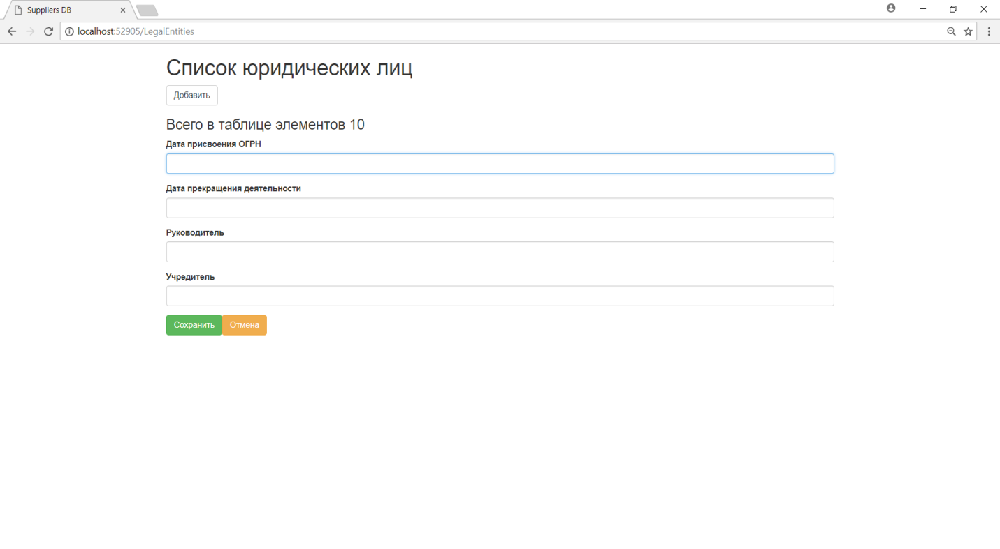 Suppliers DB
localhost:52905/LegalEntities
Список юридических лиц
Добавить
Всего в таблице элементов 10
Дата присвоения ОГРН
Дата прекращения деятельности
Руководитель
Учредитель
Сохранить Отмена